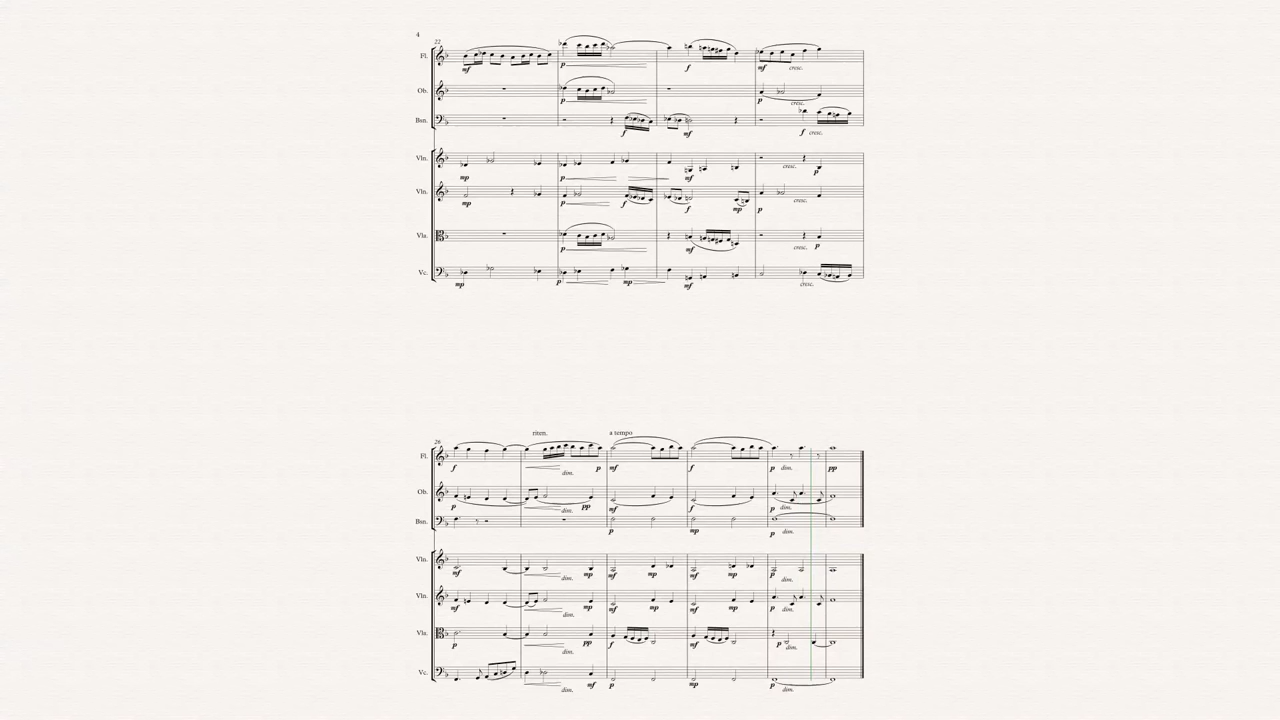 4
22
Fl.
mf p f mf cresc.
Ob.
p p cresc.
Bsn.
f mf f cresc.
Vln.
mp p mf cresc. p
Vln.
mp p f f mp p cresc.
Vla.
p mf cresc. p
Vc.
mp p mp mf cresc.
26 riten. a tempo
Fl.
f dim. p mf f p dim. pp
Ob.
p dim. pp mf f p dim.
Bsn.
p mp p dim.
Vln.
mf dim. mp mf mp mf mp p dim.
Vln.
mf dim. mp mf mp mf mp p dim.
Vla.
p dim. pp f mf p dim.
Vc.
dim. mf p mp p dim.